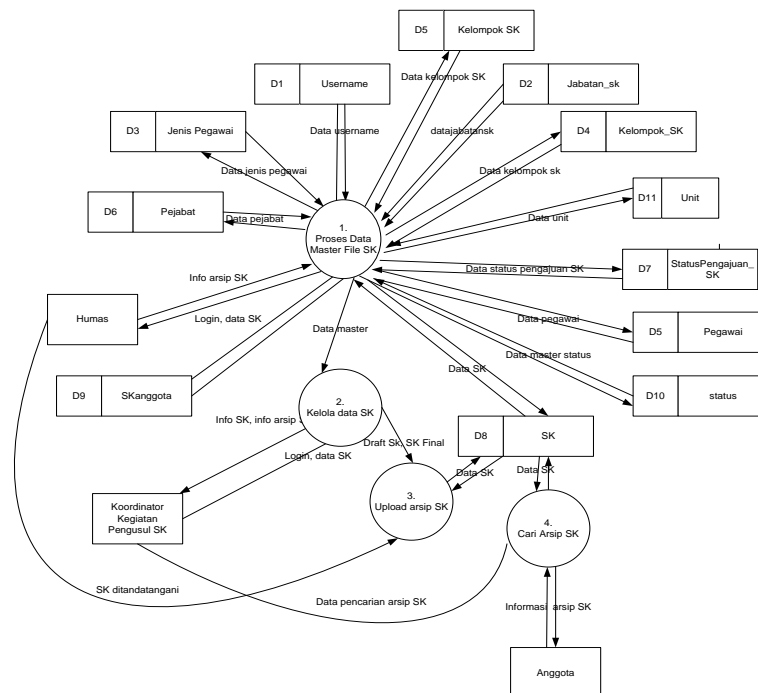 D5 Kelompok SK
Data kelompok SK
D1 Username
D2 Jabatan_sk
Data username
datajabatansk
D3 Jenis Pegawai
D4 Kelompok_SK
Data jenis pegawai
Data kelompok sk
D11 Unit
D6 Pejabat
Data pejabat
Data unit
1.
Proses Data
Master File SK
D7 StatusPengajuan_
SK
Data status pengajuan SK
Info arsip SK
Humas
Login, data SK
Data pegawai
D5 Pegawai
Data master
Data master status
Data SK
D9 SKanggota
D10 status
2.
Kelola data SK
Info SK, info arsip
Draft Sk, SK Final
D8 SK
Login, data SK
Data SK
Data SK
3.
Upload arsip SK
Koordinator
Kegiatan
Pengusul SK
4.
Cari Arsip SK
SK ditandatangani
Data pencarian arsip SK
Informasi arsip SK
Anggota